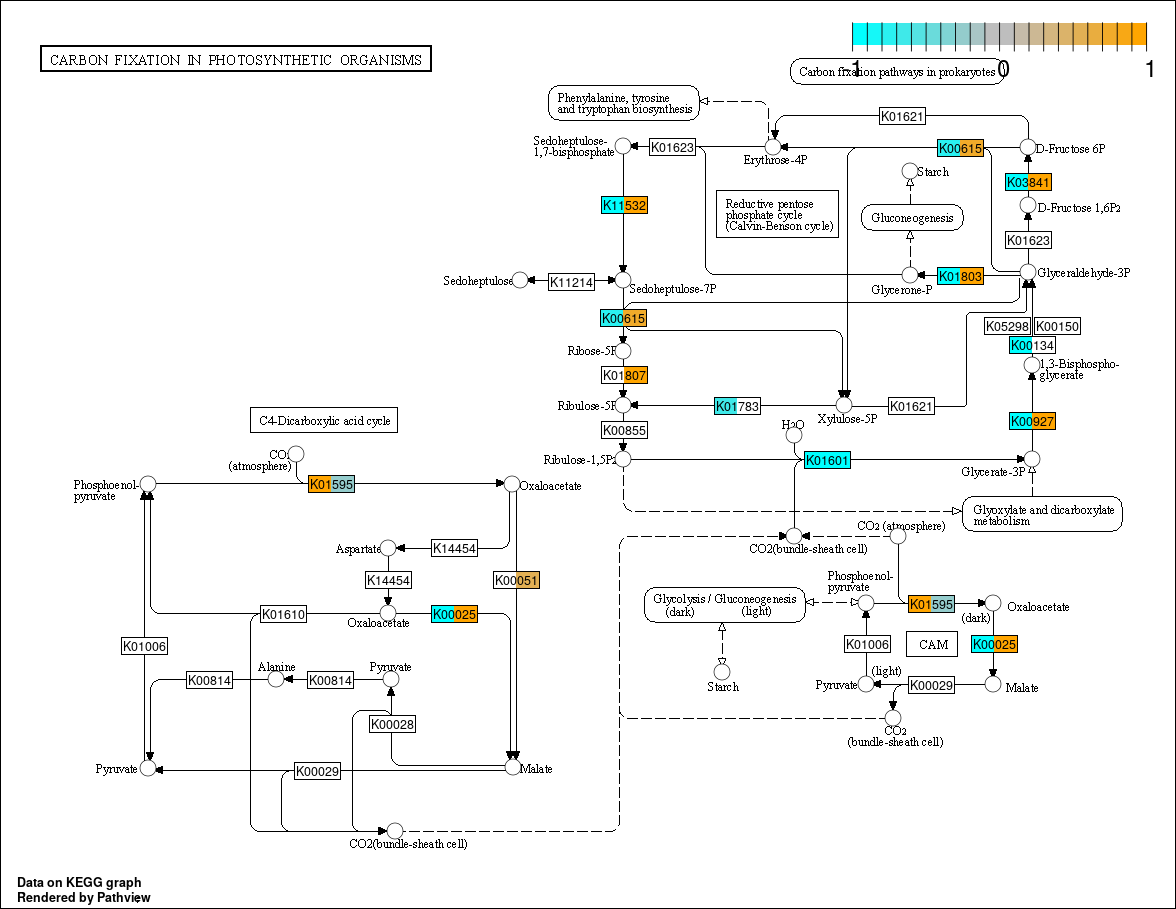 CARBON FIXATION IN PHOTOSYNTHETIC ORGANISMS
-1 0 1
Carbon fixation pathways in prokaryotes
Phenylalanine, tyrosine
and tryptophan biosynthesis
K01621
Sedoheptulose-
1,7-bisphosphate
K01623
Erythrose-4P
K00615
D-Fructose 6P
Starch
K03841
K11532
Reductive pentose
phosphate cycle
(Calvin-Benson cycle)
Gluconeogenesis
D-Fructose 1,6P2
K01623
Sedoheptulose
K11214
Sedoheptulose-7P
Glycerone-P
K01803
Glyceraldehyde-3P
K00615
K05298
K00150
K00134
Ribose-5P
K01807
1,3-Bisphospho-
glycerate
Ribulose-5P
K01783
Xylulose-5P
K01621
K00927
K00855
H2O
C4-Dicarboxylic acid cycle
Ribulose-1,5P2
K01601
Glycerate-3P
CO2
(atmosphere)
Phosphoenol-
pyruvate
K01595
Oxaloacetate
Glyoxylate and dicarboxylate
metabolism
CO2 (atmosphere)
CO2(bundle-sheath cell)
Aspartate
K14454
K14454
K00051
Phosphoenol-
pyruvate
Glycolysis / Gluconeogenesis
(dark) (light)
K01595
Oxaloacetate
(dark)
K01610
Oxaloacetate
K00025
K01006
K01006
CAM
K00025
Alanine
Pyruvate
K00814
K00814
(light)
Starch
Pyruvate
K00029
Malate
K00028
CO2
(bundle-sheath cell)
Pyruvate
K00029
Malate
CO2(bundle-sheath cell)
Data on KEGG graph
Rendered by Pathview